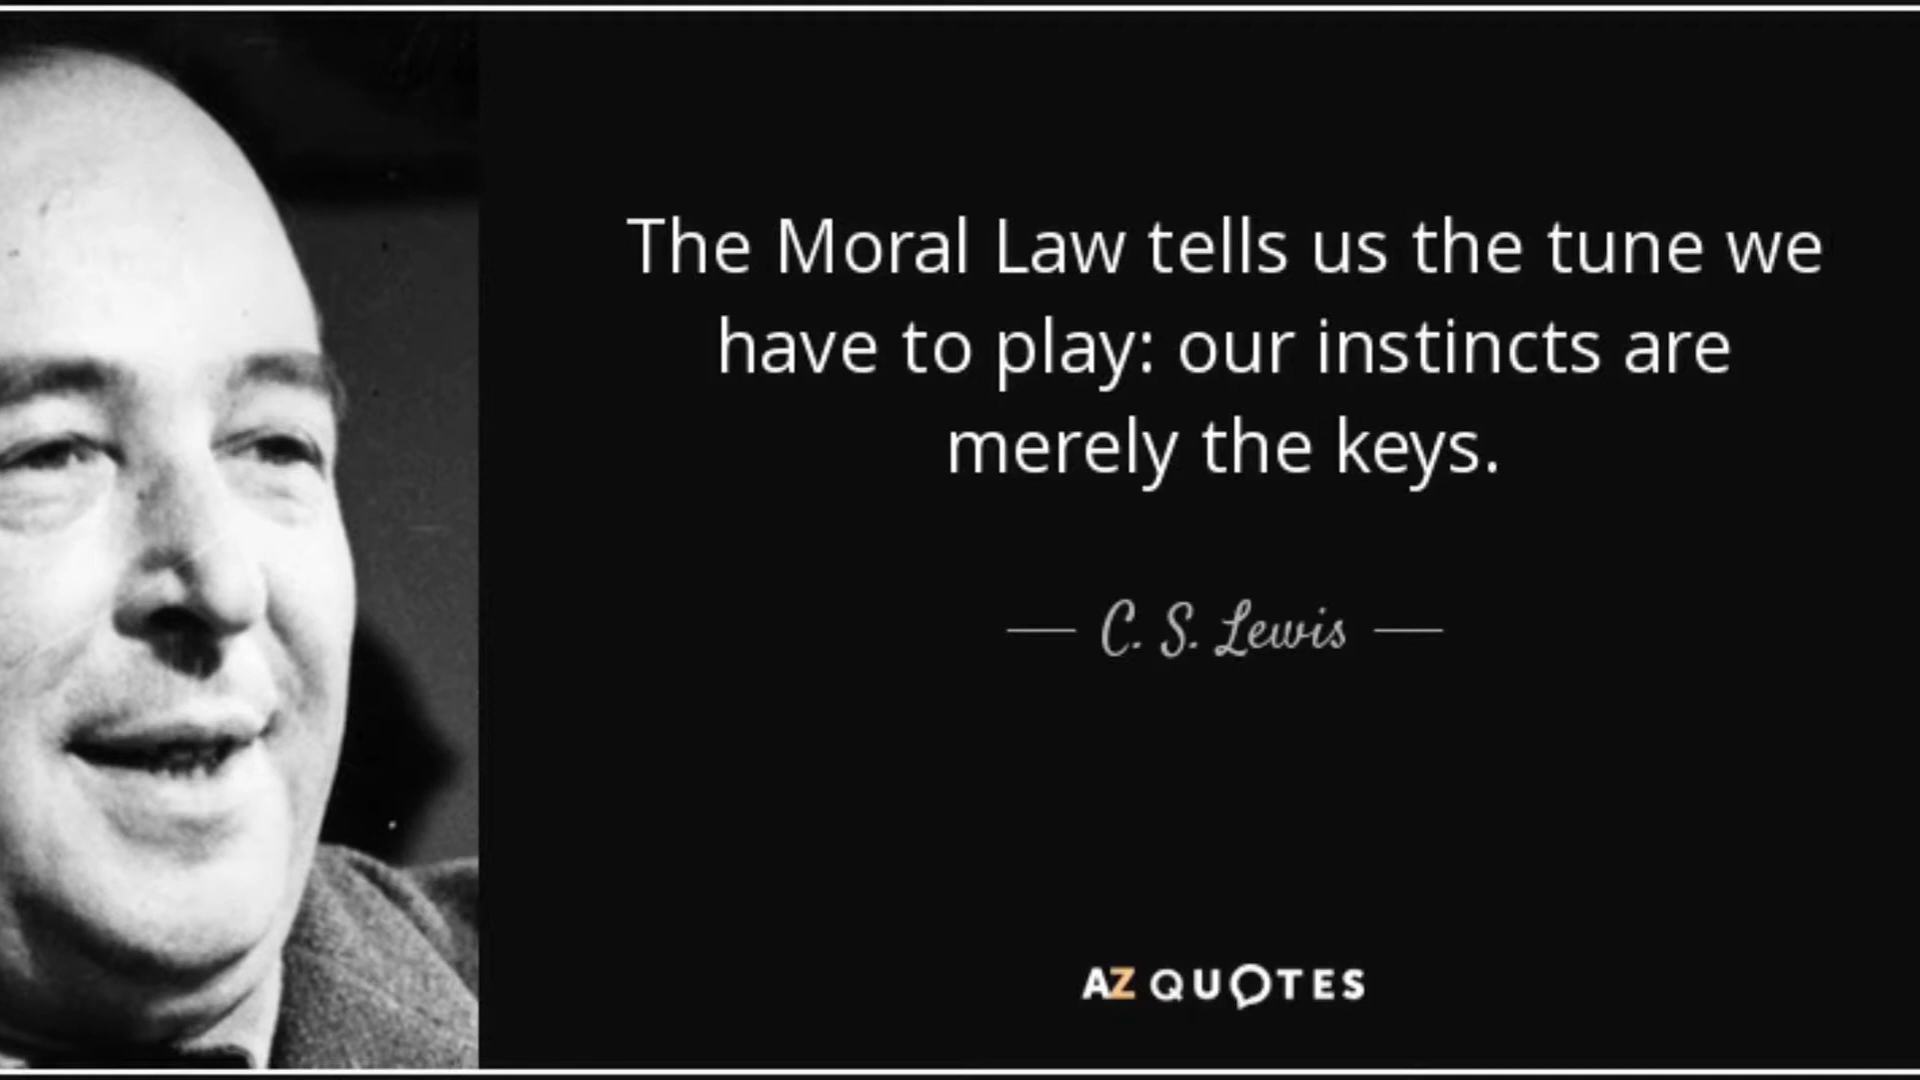 The Moral Law tells us the tune we
have to play: our instincts are
merely the keys.
— C. S. Lewis —
AZ QUOTES